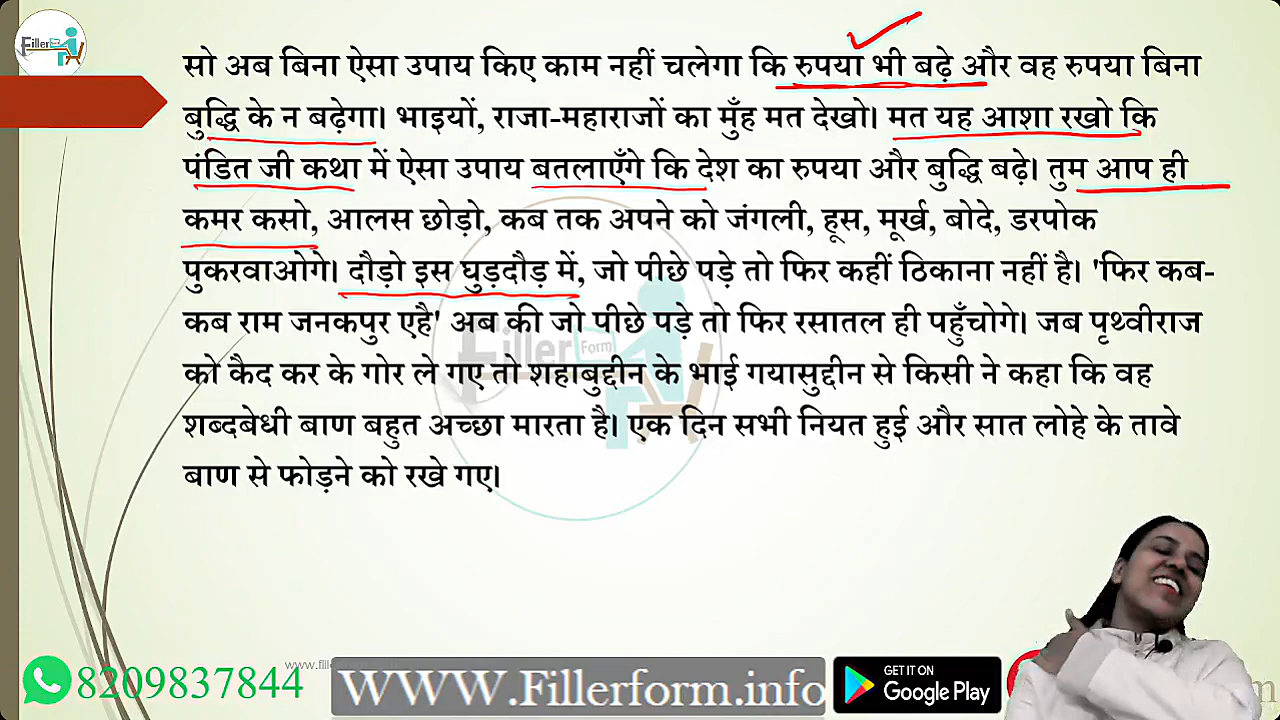 Fillerform
सो अब बिना ऐसा उपाय किए काम नहीं चलेगा कि रुपया भी बढ़े और वह रुपया बिना
बुद्धि के न बढ़ेगा। भाइयों, राजा-महाराजों का मुँह मत देखो। मत यह आशा रखो कि
पंडित जी कथा में ऐसा उपाय बतलाएँगे कि देश का रुपया और बुद्धि बढ़े। तुम आप ही
कमर कसो, आलस छोड़ो, कब तक अपने को जंगली, हूस, मूर्ख, बोदे, डरपोक
पुकरवाओगे। दौड़ो इस घुड़दौड़ में, जो पीछे पड़े तो फिर कहीं ठिकाना नहीं है। 'फिर कब-
कब राम जनकपुर एहै' अब की जो पीछे पड़े तो फिर रसातल ही पहुँचोगे। जब पृथ्वीराज
Filler Form
को कैद कर के गोर ले गए तो शहाबुद्दीन के भाई गयासुद्दीन से किसी ने कहा कि वह
शब्दबेधी बाण बहुत अच्छा मारता है। एक दिन सभी नियत हुई और सात लोहे के तावे
बाण से फोड़ने को रखे गए।
8209837844
WWW.Fillerform.info
GET IT ON
Google Play